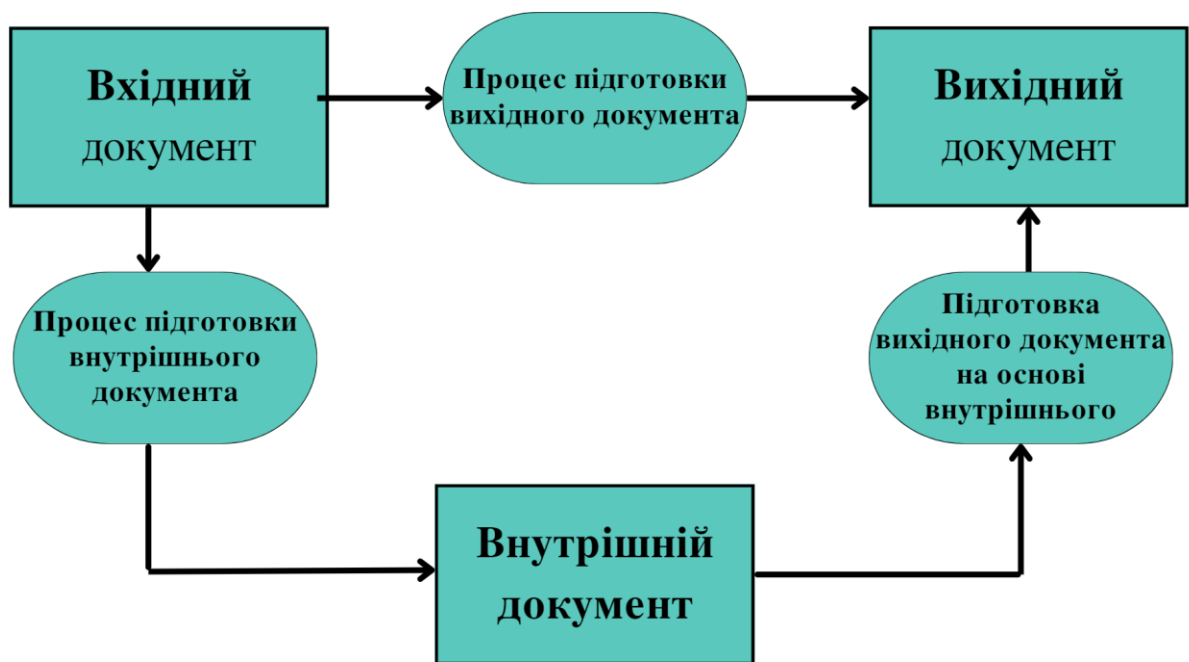 Вхідний
документ
Процес підготовки
вихідного документа
Вихідний
документ
Процес підготовки
внутрішнього
документа
Підготовка
вихідного документа
на основі
внутрішнього
Внутрішній
документ